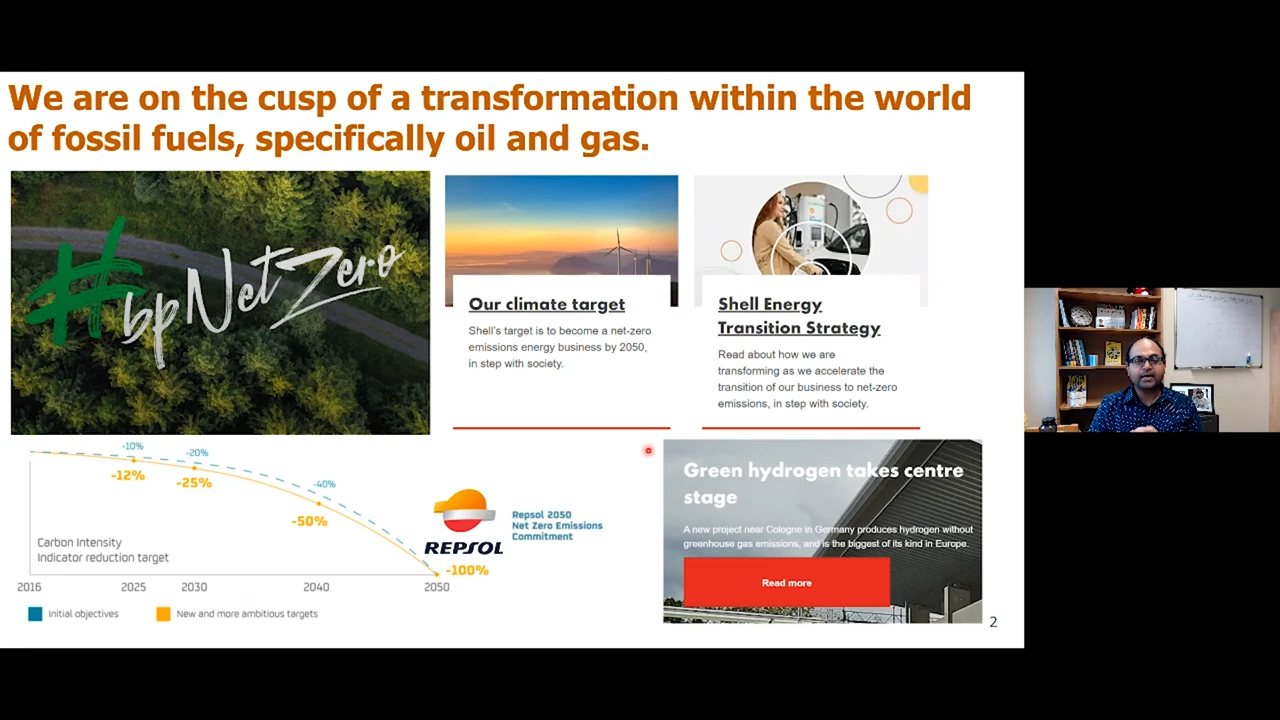 We are on the cusp of a transformation within the world
of fossil fuels, specifically oil and gas.
#bpNetZero
Our climate target
Shell's target is to become a net-zero
emissions energy business by 2050,
in step with society.
Shell Energy
Transition Strategy
Read about how we are
transforming as we accelerate the
transition of our business to net-zero
emissions, in step with society.
-10%
-20%
-40%
-12%
-25%
-50%
-100%
Carbon Intensity
Indicator reduction target
2016
2025
2030
2040
2050
Initial objectives
New and more ambitious targets
REPSOL
Repsol 2050
Net Zero Emissions
Commitment
Green hydrogen takes centre
stage
A new project near Cologne in Germany produces hydrogen without
greenhouse gas emissions, and is the biggest of its kind in Europe.
Read more
2